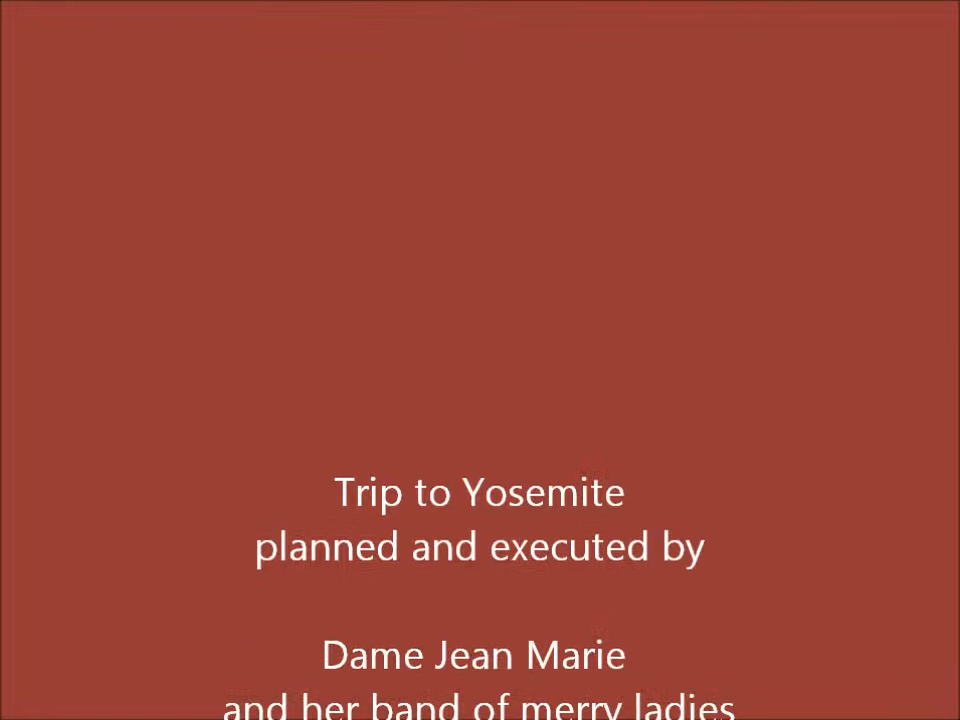 Trip to Yosemite
planned and executed by
Dame Jean Marie
and her band of merry ladies